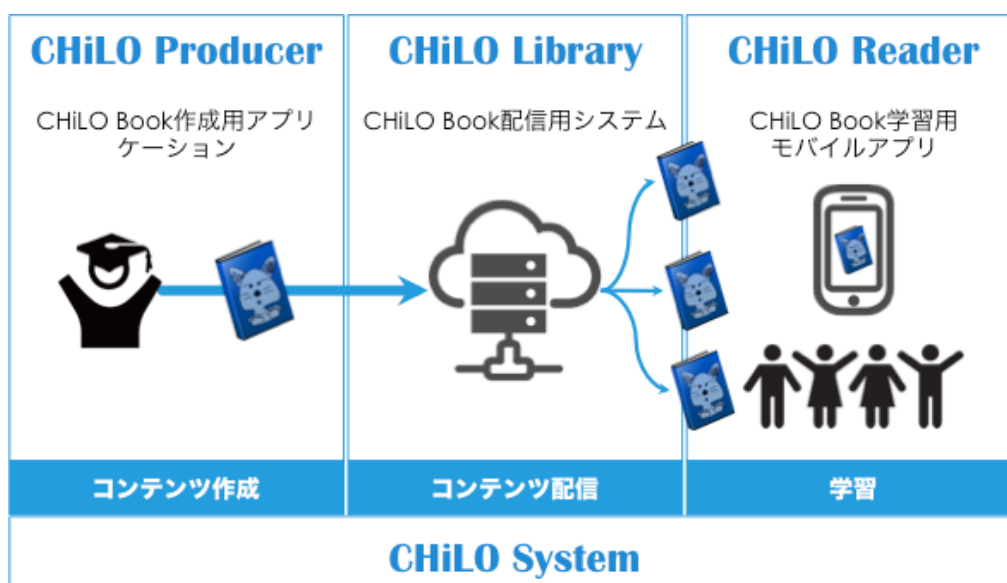 CHiLO Producer
CHiLO Book作成用アプリ
ケーション
コンテンツ作成
CHiLO Library
CHiLO Book配信用システム
コンテンツ配信
CHiLO Reader
CHiLO Book学習用
モバイルアプリ
学習
CHiLO System